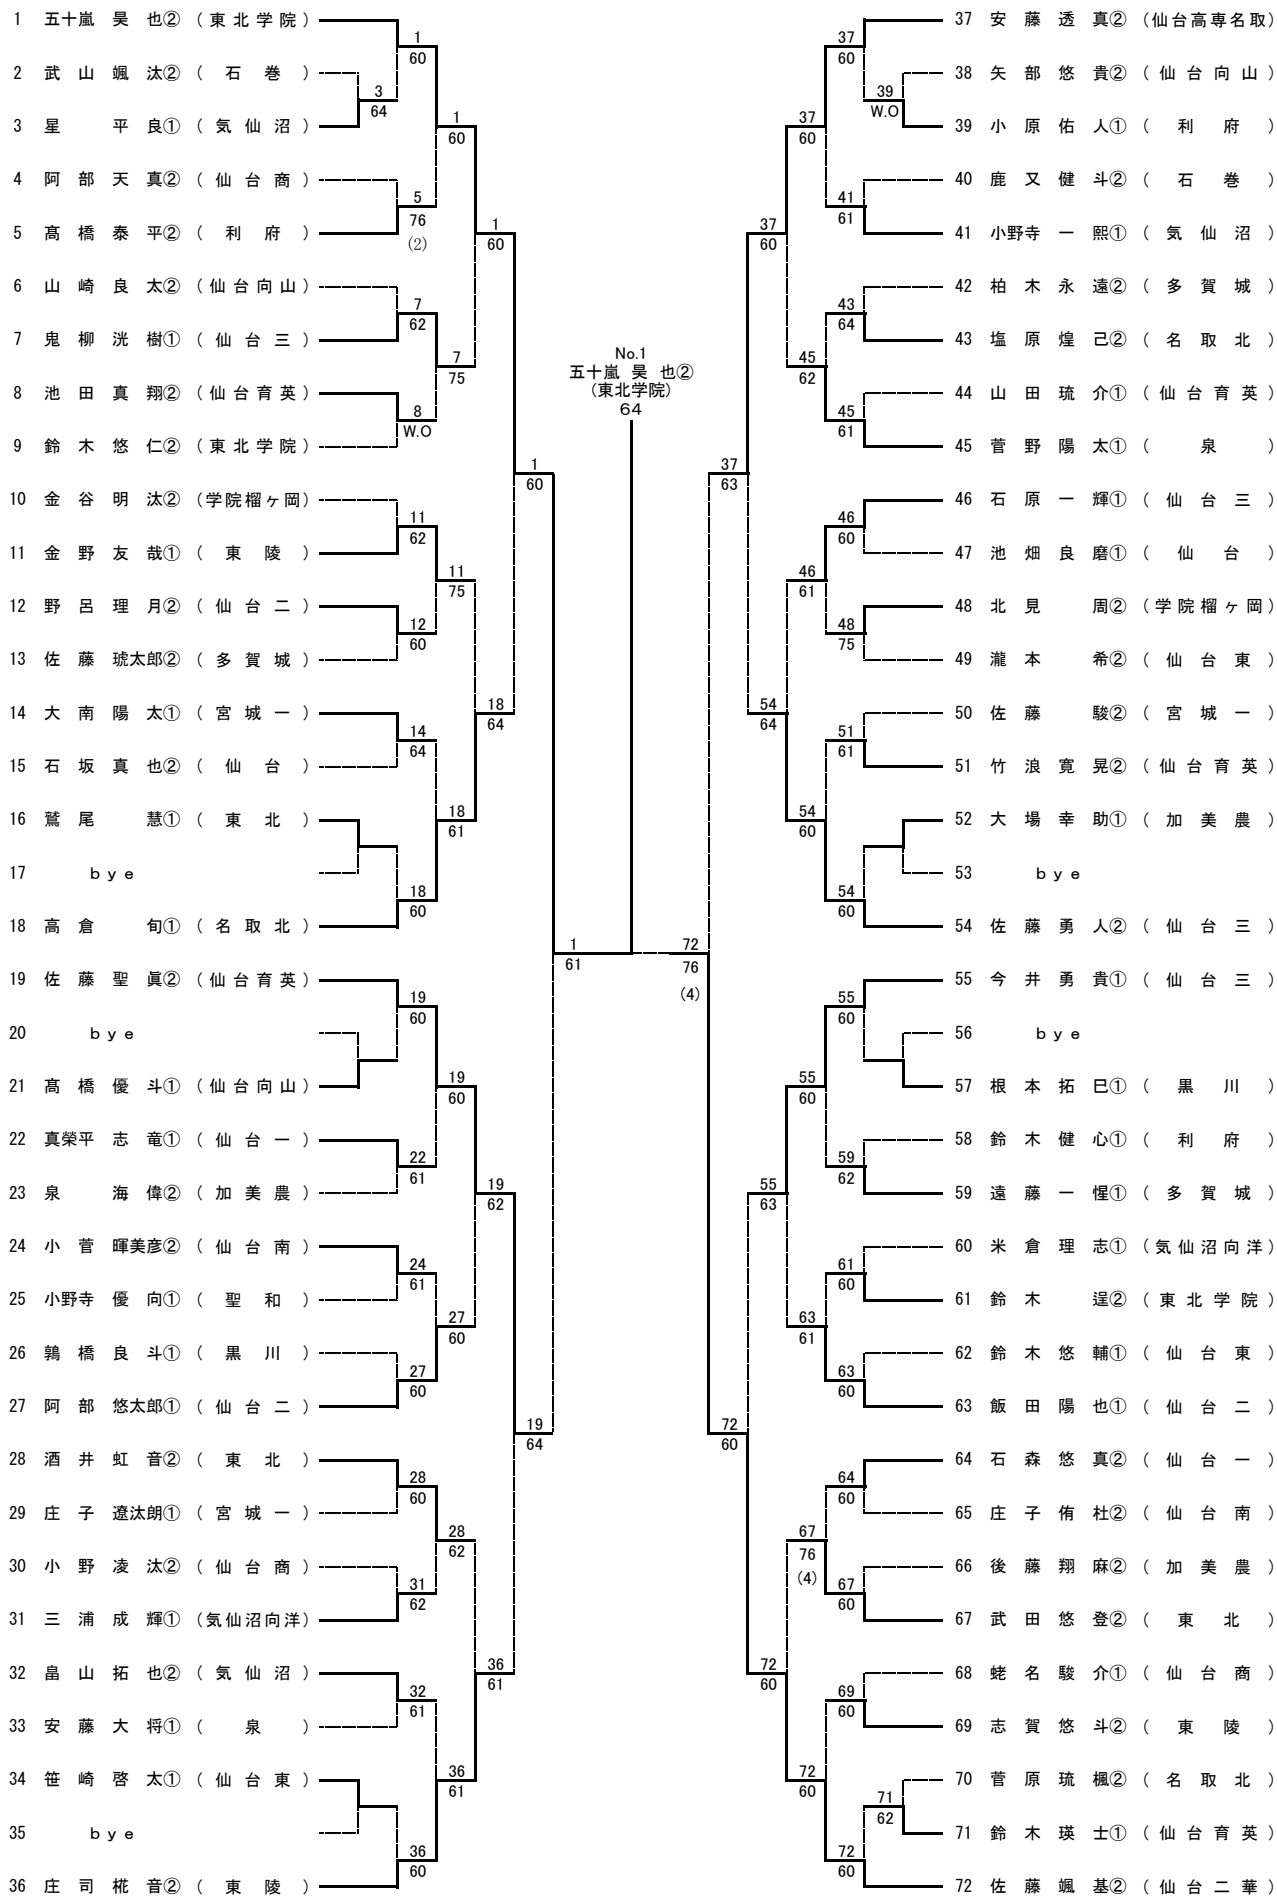 1 五十嵐 昊 也② (東北学院)
2 武 山 颯 汰② ( 石 巻 )
3 星 平 良① ( 気 仙 沼 )
4 阿 部 天 真② ( 仙 台 商 )
5 髙 橋 泰 平② ( 利 府 )
6 山 崎 良 太② (仙台向山)
7 鬼 柳 洸 樹① ( 仙 台 三 )
8 池 田 真 翔② (仙台育英)
9 鈴 木 悠 仁② (東北学院)
10 金 谷 明 汰② (学院榴ヶ岡)
11 金 野 友 哉① ( 東 陵 )
12 野 呂 理 月② ( 仙 台 二 )
13 佐 藤 琥太郎② ( 多 賀 城 )
14 大 南 陽 太① ( 宮 城 一 )
15 石 坂 真 也② ( 仙 台 )
16 鷲 尾 慧① ( 東 北 )
17 bye
18 高 倉 旬① ( 名 取 北 )
19 佐 藤 聖 眞② (仙台育英)
20 bye
21 髙 橋 優 斗① (仙台向山)
22 真榮平 志 竜① ( 仙 台 一 )
23 泉 海 偉② ( 加 美 農 )
24 小 菅 暉美彦② ( 仙 台 南 )
25 小野寺 優 向① ( 聖 和 )
26 鶉 橋 良 斗① ( 黒 川 )
27 阿 部 悠太郎① ( 仙 台 二 )
28 酒 井 虹 音② ( 東 北 )
29 庄 子 遼汰朗① ( 宮 城 一 )
30 小 野 凌 汰② ( 仙 台 商 )
31 三 浦 成 輝① (気仙沼向洋)
32 畠 山 拓 也② ( 気 仙 沼 )
33 安 藤 大 将① ( 泉 )
34 笹 崎 啓 太① ( 仙 台 東 )
35 bye
36 庄 司 椛 音② ( 東 陵 )
1
60
3
64
5
76
(2)
7
62
8
W.O
11
62
12
60
14
64
18
60
19
60
22
61
24
61
27
60
28
60
31
62
32
61
36
60
1
60
7
75
11
75
18
61
19
60
27
60
28
62
36
61
1
60
18
64
19
62
36
61
1
60
19
64
1
61
No.1
五十嵐 昊 也②
(東北学院)
64
72
76
(4)
37
63
72
60
37
60
54
64
55
63
72
60
37
60
45
62
46
61
54
60
55
60
63
61
67
76
(4)
72
60
37
60
39
W.O
41
61
43
64
45
61
46
60
48
75
51
61
54
60
55
60
59
62
61
60
63
60
64
60
67
60
69
60
71
62
72
60
37 安 藤 透 真② (仙台高専名取)
38 矢 部 悠 貴② (仙台向山)
39 小 原 佑 人① ( 利 府 )
40 鹿 又 健 斗② ( 石 巻 )
41 小野寺 一 熙① ( 気 仙 沼 )
42 柏 木 永 遠② ( 多 賀 城 )
43 塩 原 煌 己② ( 名 取 北 )
44 山 田 琉 介① (仙台育英)
45 菅 野 陽 太① ( 泉 )
46 石 原 一 輝① ( 仙 台 三 )
47 池 畑 良 磨① ( 仙 台 )
48 北 見 周② (学院榴ヶ岡)
49 瀧 本 希② ( 仙 台 東 )
50 佐 藤 駿② ( 宮 城 一 )
51 竹 浪 寛 晃② (仙台育英)
52 大 場 幸 助① ( 加 美 農 )
53 bye
54 佐 藤 勇 人② ( 仙 台 三 )
55 今 井 勇 貴① ( 仙 台 三 )
56 bye
57 根 本 拓 巳① ( 黒 川 )
58 鈴 木 健 心① ( 利 府 )
59 遠 藤 一 惺① ( 多 賀 城 )
60 米 倉 理 志① (気仙沼向洋)
61 鈴 木 逞② (東北学院)
62 鈴 木 悠 輔① ( 仙 台 東 )
63 飯 田 陽 也① ( 仙 台 二 )
64 石 森 悠 真② ( 仙 台 一 )
65 庄 子 侑 杜② ( 仙 台 南 )
66 後 藤 翔 麻② ( 加 美 農 )
67 武 田 悠 登② ( 東 北 )
68 蛯 名 駿 介① ( 仙 台 商 )
69 志 賀 悠 斗② ( 東 陵 )
70 菅 原 琉 楓② ( 名 取 北 )
71 鈴 木 瑛 士① (仙台育英)
72 佐 藤 颯 基② (仙台二華)